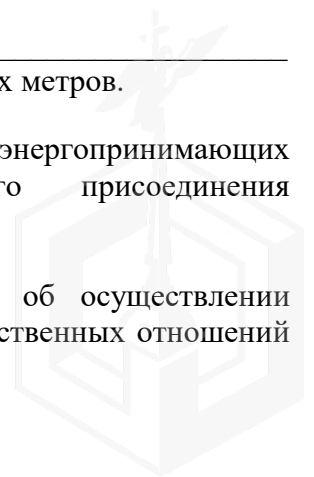 х метров.
энергопринимающих
го присоединения
об осуществлении
ственных отношений